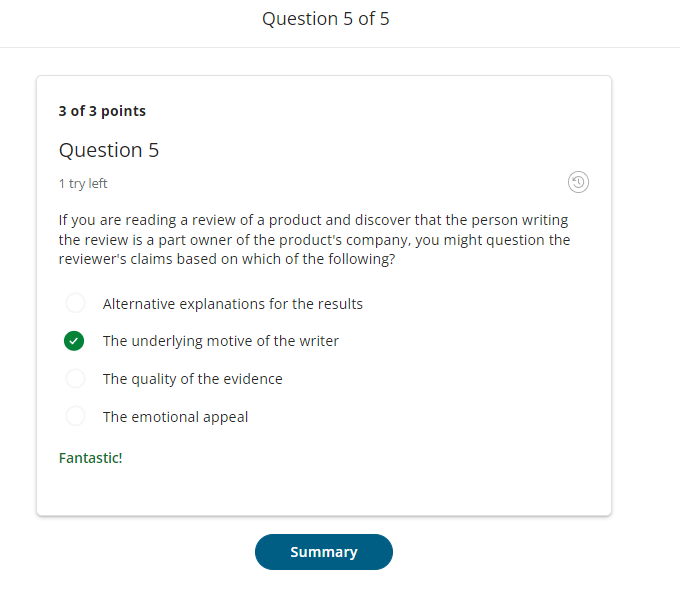 Question 5 of 5
3 of 3 points
Question 5
1 try left
If you are reading a review of a product and discover that the person writing
the review is a part owner of the product's company, you might question the
reviewer's claims based on which of the following?
Alternative explanations for the results
The underlying motive of the writer
The quality of the evidence
The emotional appeal
Fantastic!
Summary